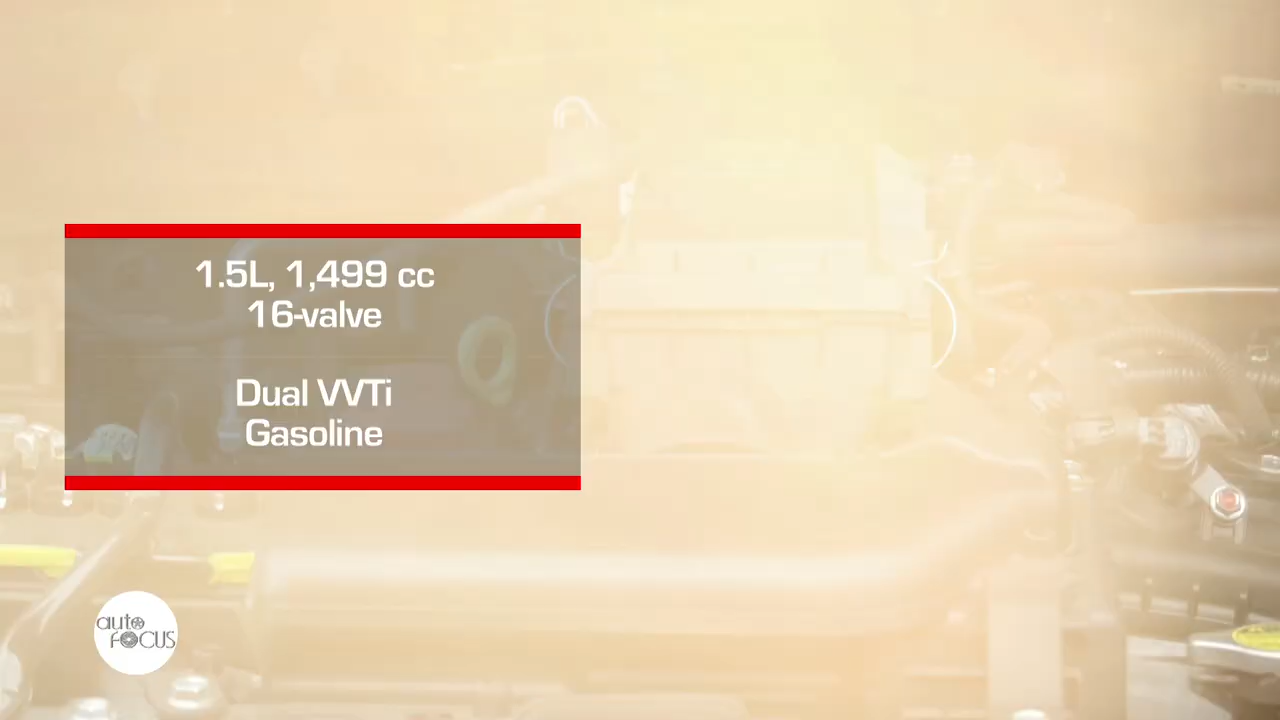 1.5L, 1,499 cc
16-valve
Dual VVTi
Gasoline
auto
FOCUS